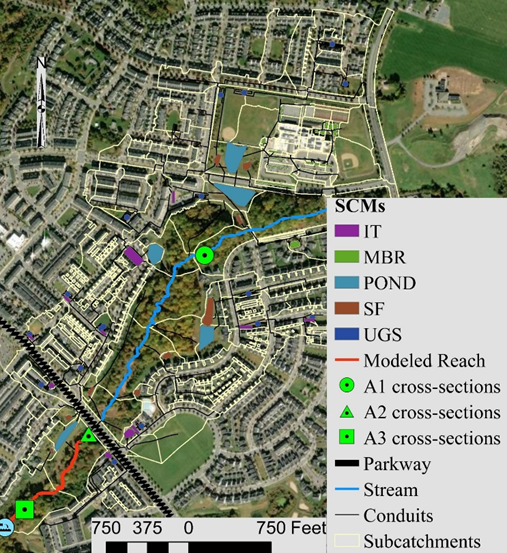 SCMs
IT
MBR
POND
SF
UGS
Modeled Reach
A1 cross-sections
A2 cross-sections
A3 cross-sections
Parkway
Stream
Conduits
Subcatchments
750 375 0 750 Feet